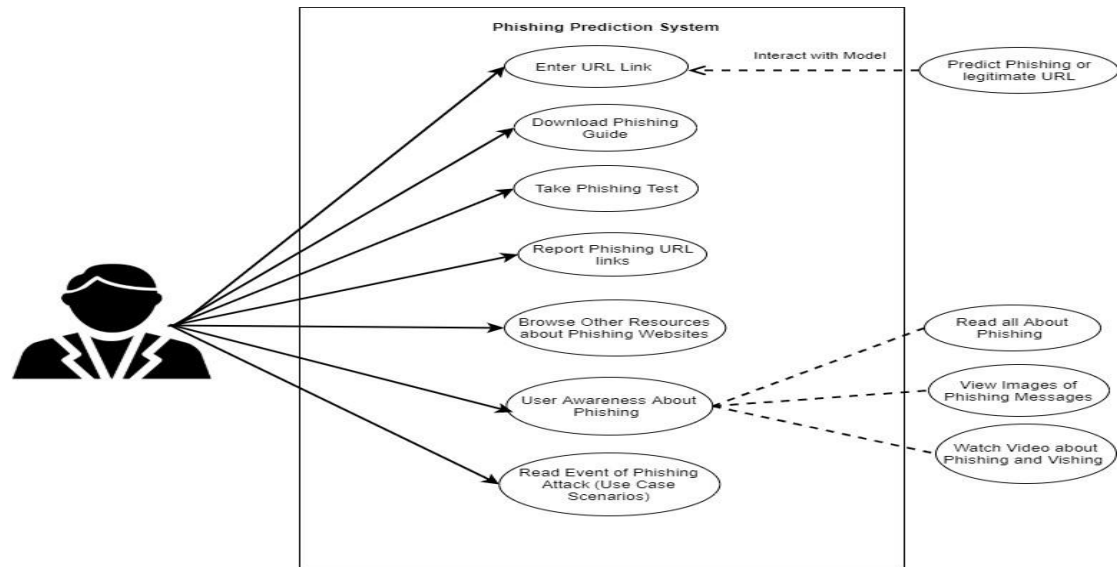 Phishing Prediction System
Enter URL Link
Interact with Model
Predict Phishing or
legitimate URL
Download Phishing
Guide
Take Phishing Test
Report Phishing URL
links
Browse Other Resources
about Phishing Websites
Read all About
Phishing
User Awareness About
Phishing
View Images of
Phishing Messages
Watch Video about
Phishing and Vishing
Read Event of Phishing
Attack (Use Case
Scenarios)